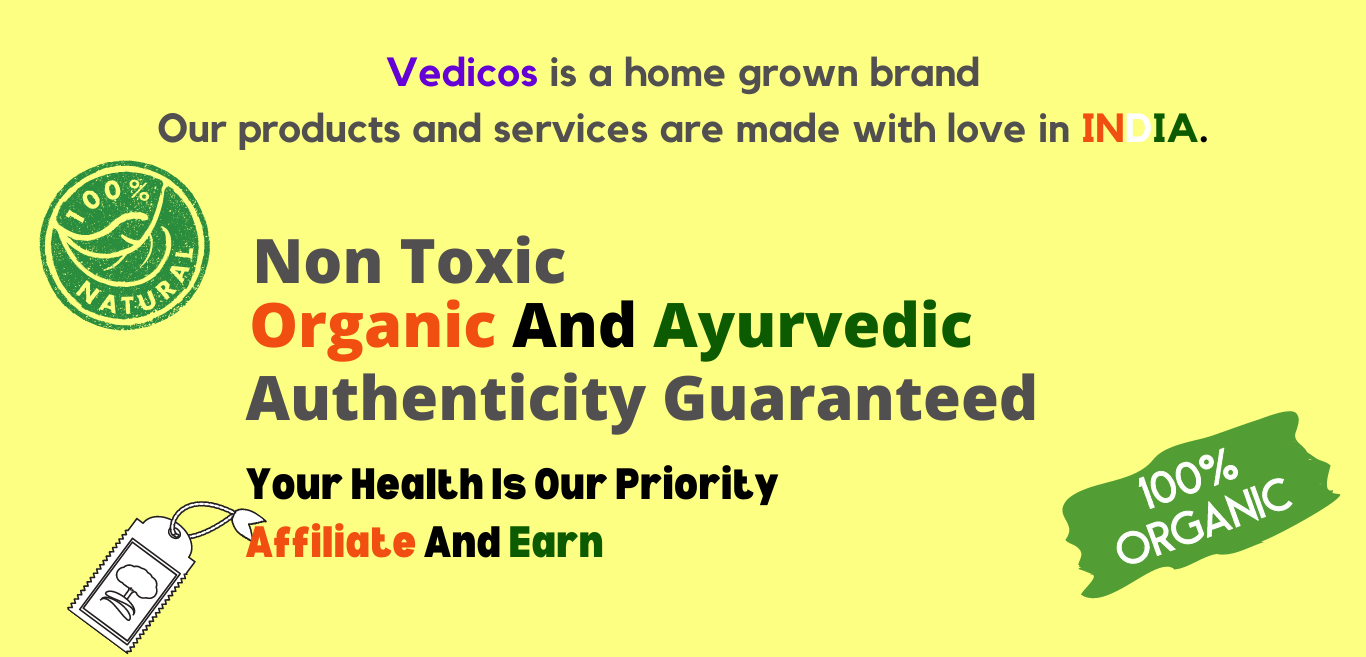 Vedicos is a home grown brand
Our products and services are made with love in INDIA.
100%
NATURAL
Non Toxic
Organic And Ayurvedic
Authenticity Guaranteed
Your Health Is Our Priority
Affiliate And Earn
100%
ORGANIC